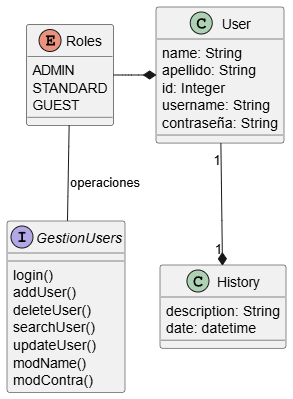 E Roles
ADMIN
STANDARD
GUEST
C User
name: String
apellido: String
id: Integer
username: String
contraseña: String
operaciones
1
1
I GestionUsers
login()
addUser()
deleteUser()
searchUser()
updateUser()
modName()
modContra()
C History
description: String
date: datetime